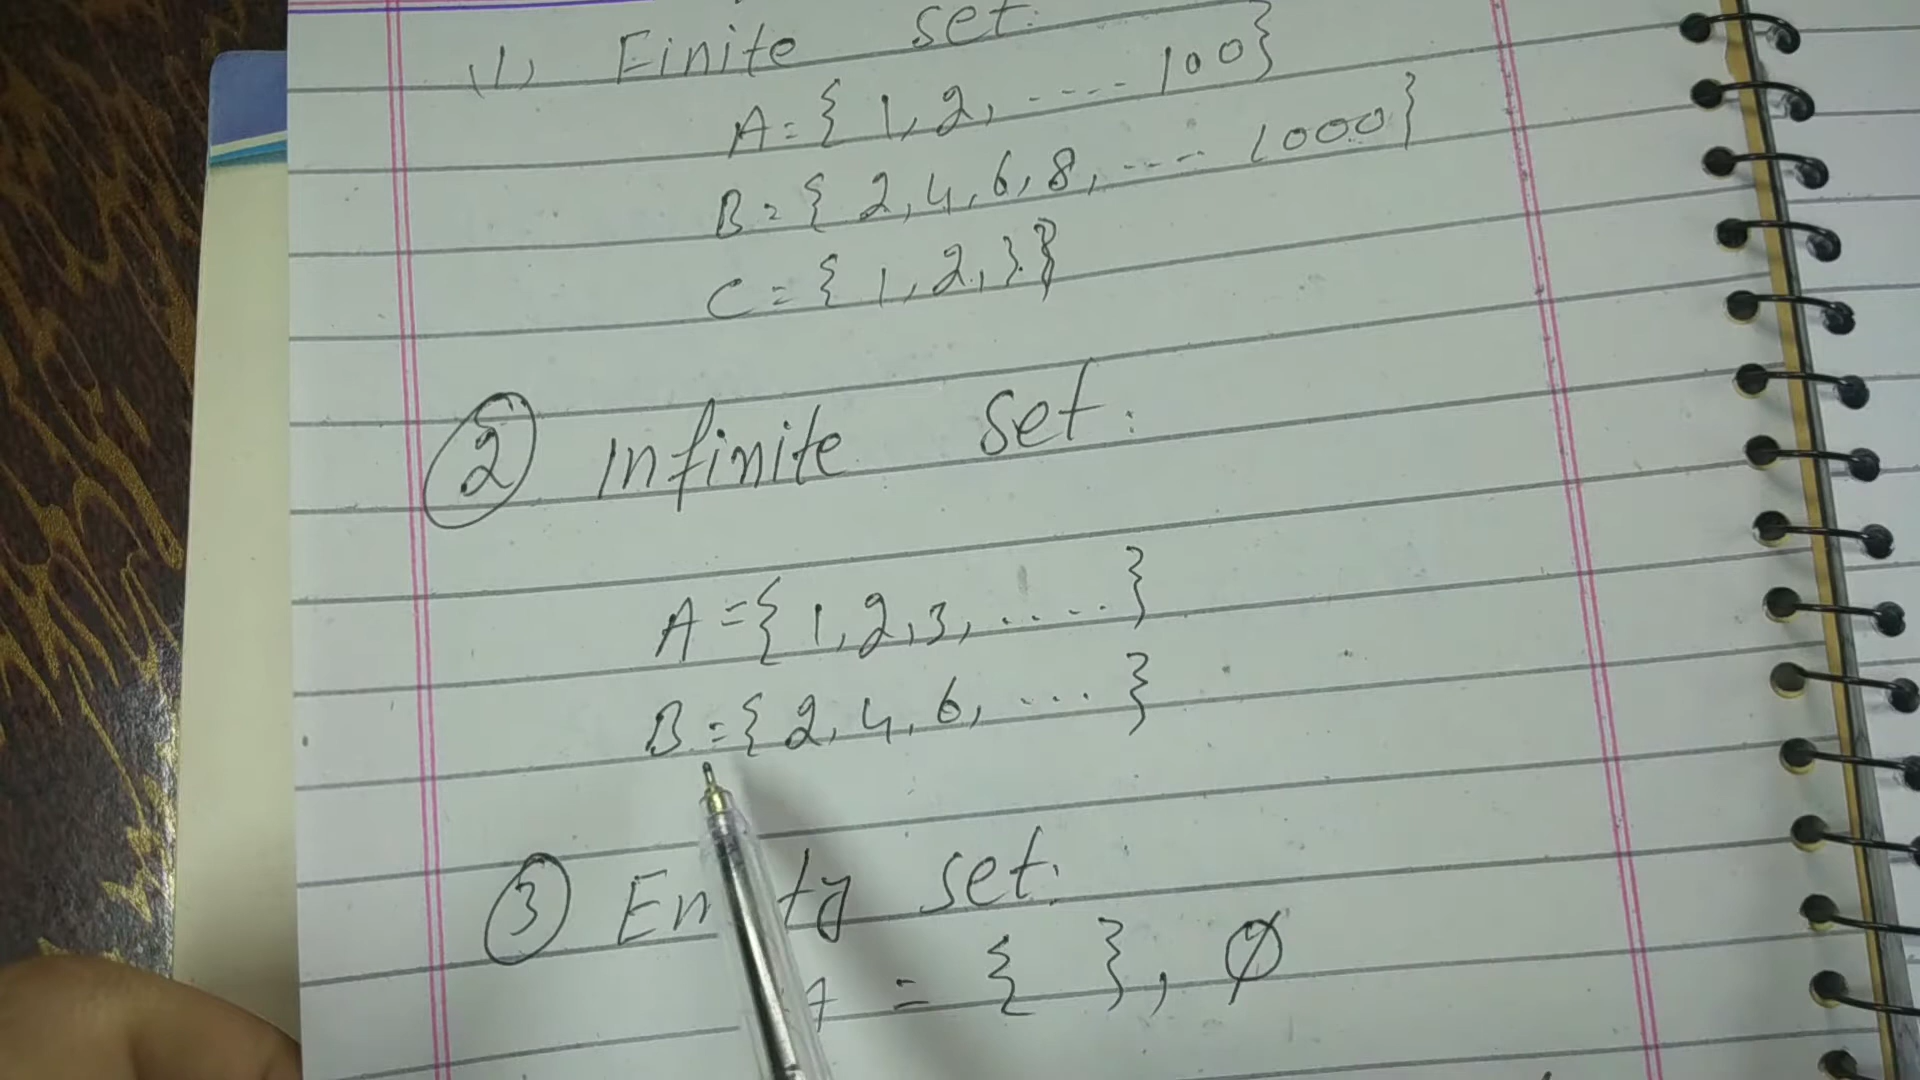 (1) Finite set:
A = { 1, 2, ---- 100}
B = { 2, 4, 6, 8, ---- 1000}
C = { 1, 2, } }
② Infinite set:
A = { 1, 2, 3, ..... }
B = { 2, 4, 6, .... }
③ Empty set:
A = { }, ∅